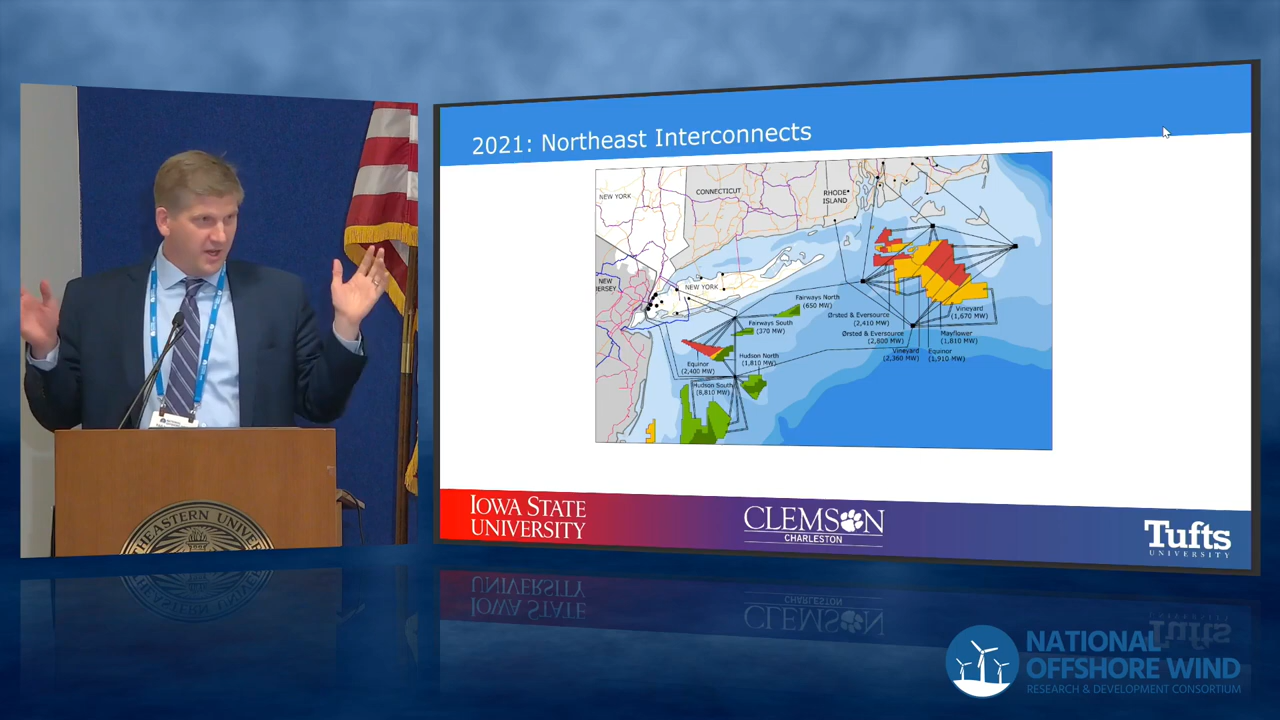 2021: Northeast Interconnects
NEW YORK
CONNECTICUT
RHODE
ISLAND
NEW
JERSEY
NEW YORK
Fairways North
(650 MW)
Fairways South
(370 MW)
Ørsted & Eversource
(2,410 MW)
Ørsted & Eversource
(2,800 MW)
Vineyard
(1,670 MW)
Mayflower
(1,810 MW)
Vineyard
(2,360 MW)
Equinor
(1,910 MW)
Hudson North
(1,810 MW)
Equinor
(2,400 MW)
Hudson South
(8,810 MW)
IOWA STATE
UNIVERSITY
CLEMSON
CHARLESTON
Tufts
UNIVERSITY
HEASTERN UNIVE
NATIONAL
OFFSHORE WIND
RESEARCH & DEVELOPMENT CONSORTIUM